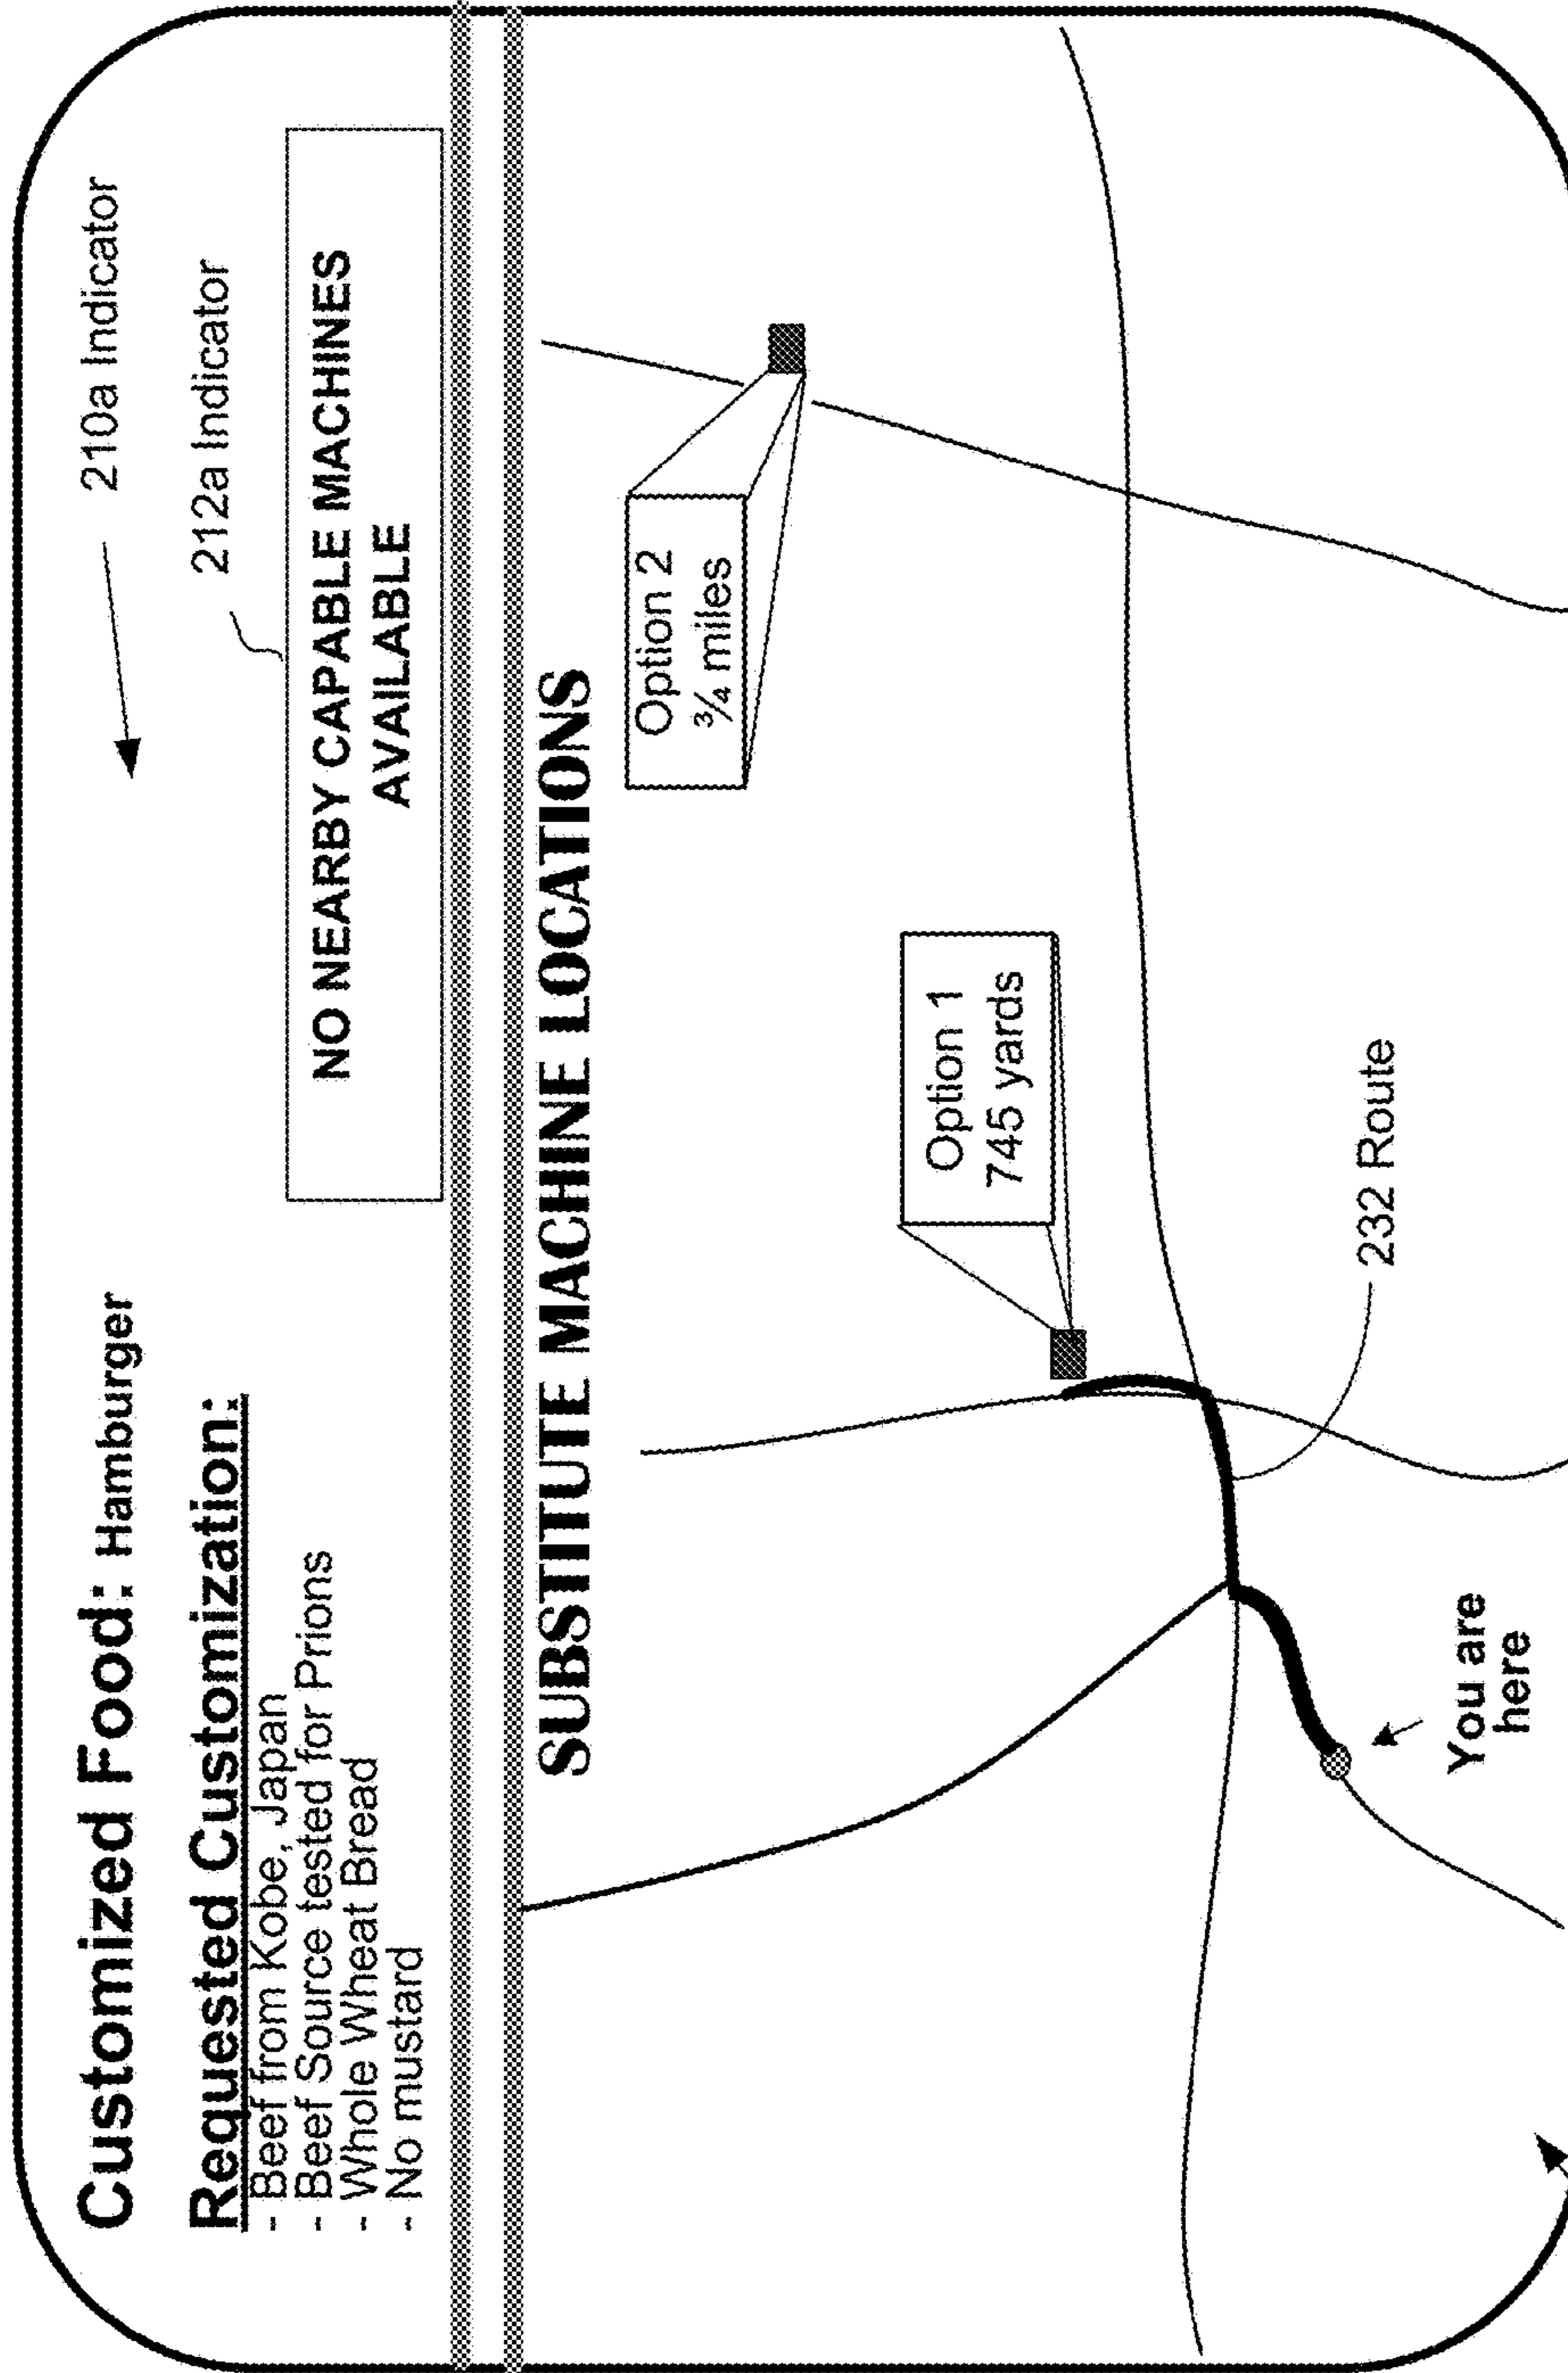 Customized Food: Hamburger
210a Indicator
Requested Customization:
- Beef from Kobe, Japan
- Beef Source tested for Prions
- Whole Wheat Bread
- No mustard
212a Indicator
NO NEARBY CAPABLE MACHINES
AVAILABLE
SUBSTITUTE MACHINE LOCATIONS
Option 2
¾ miles
Option 1
745 yards
232 Route
You are
here